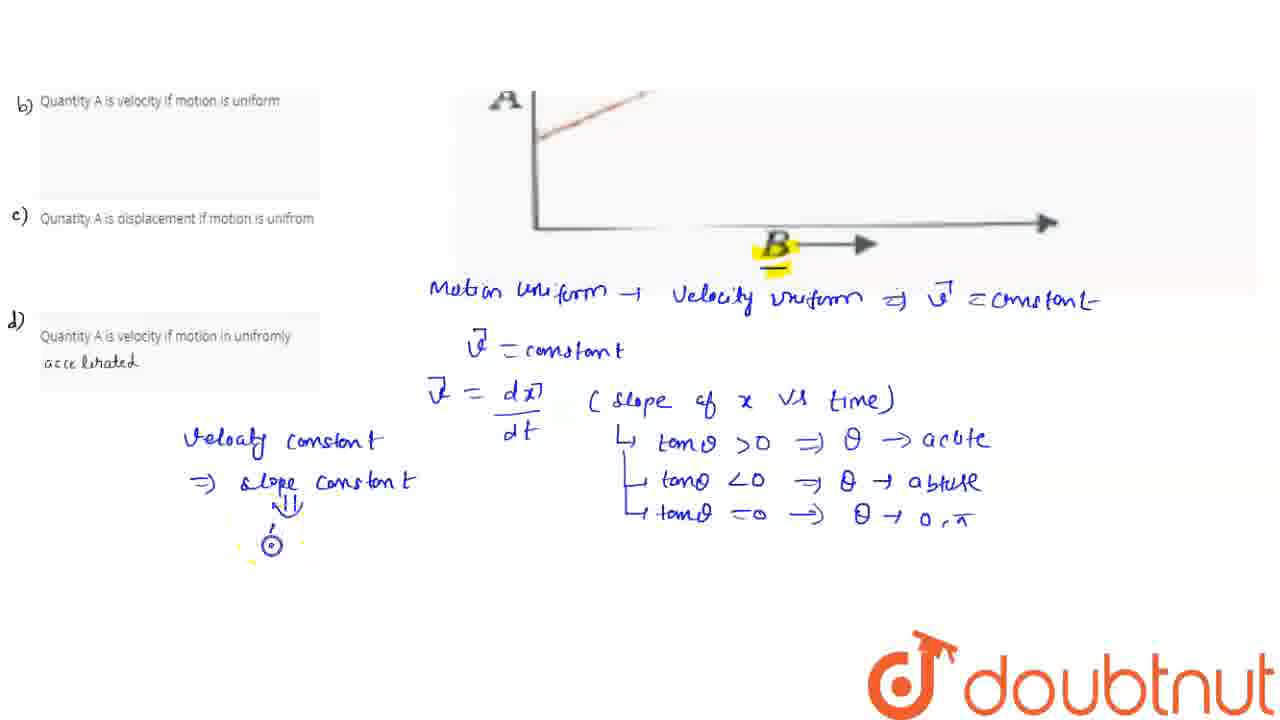 b) Quantity A is velocity if motion is uniform
A
c) Qunatity A is displacement if motion is unifrom
B
Motion uniform → velocity uniform ⇒ v⃗ = constant
d) Quantity A is velocity if motion in unifromly
accelirated
v⃗ = constant
v⃗ = dx⃗/dt (slope of x vs time)
velocity constant
↳ tanθ >0 ⇒ θ → acute
⇒ slope constant
tanθ <0 ⇒ θ → abtuse
tanθ =0 → θ → 0, π
doubtnut